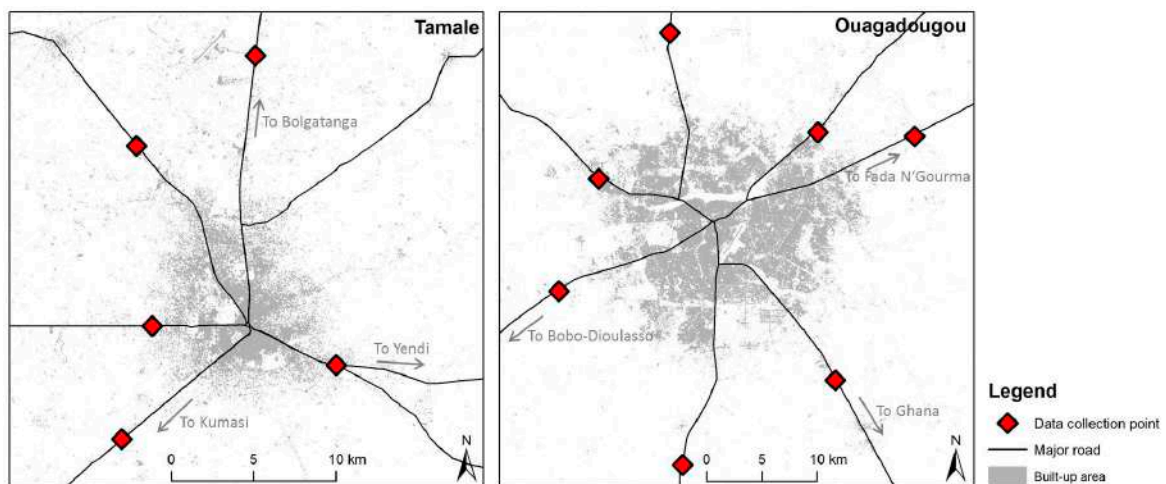 Tamale
To Bolgatanga
To Yendi
To Kumasi
N
0 5 10 km
Ouagadougou
To Fada N'Gourma
To Bobo-Dioulasso
To Ghana
N
0 5 10 km
Legend
Data collection point
Major road
Built-up area